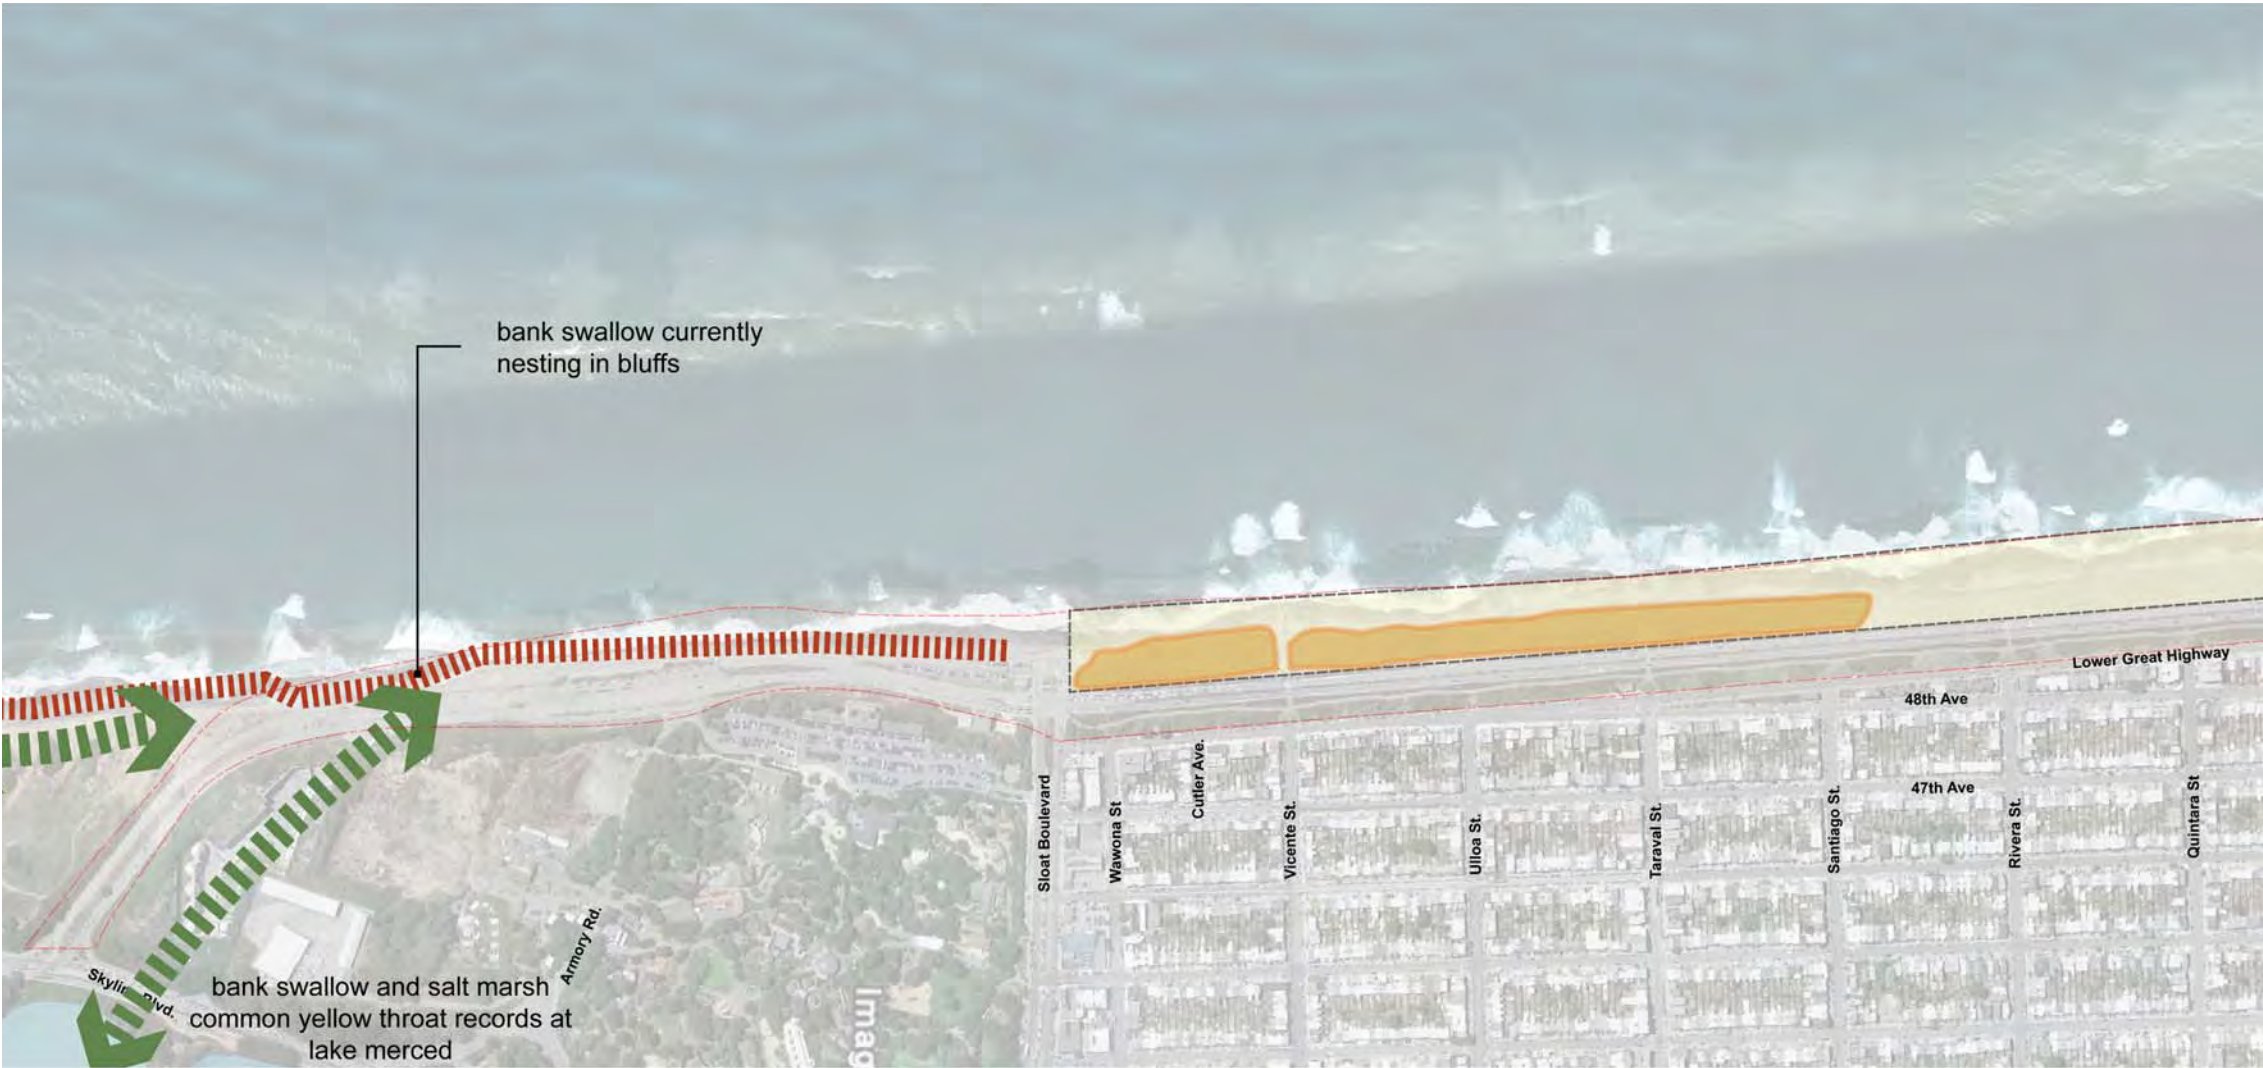 bank swallow currently
nesting in bluffs
Lower Great Highway
48th Ave
47th Ave
Sloat Boulevard
Wawona St
Cutler Ave.
Vicente St.
Ulloa St.
Taraval St.
Santiago St.
Rivera St.
Quintara St
Armory Rd.
Blvd.
bank swallow and salt marsh
common yellow throat records at
lake merced
Imag